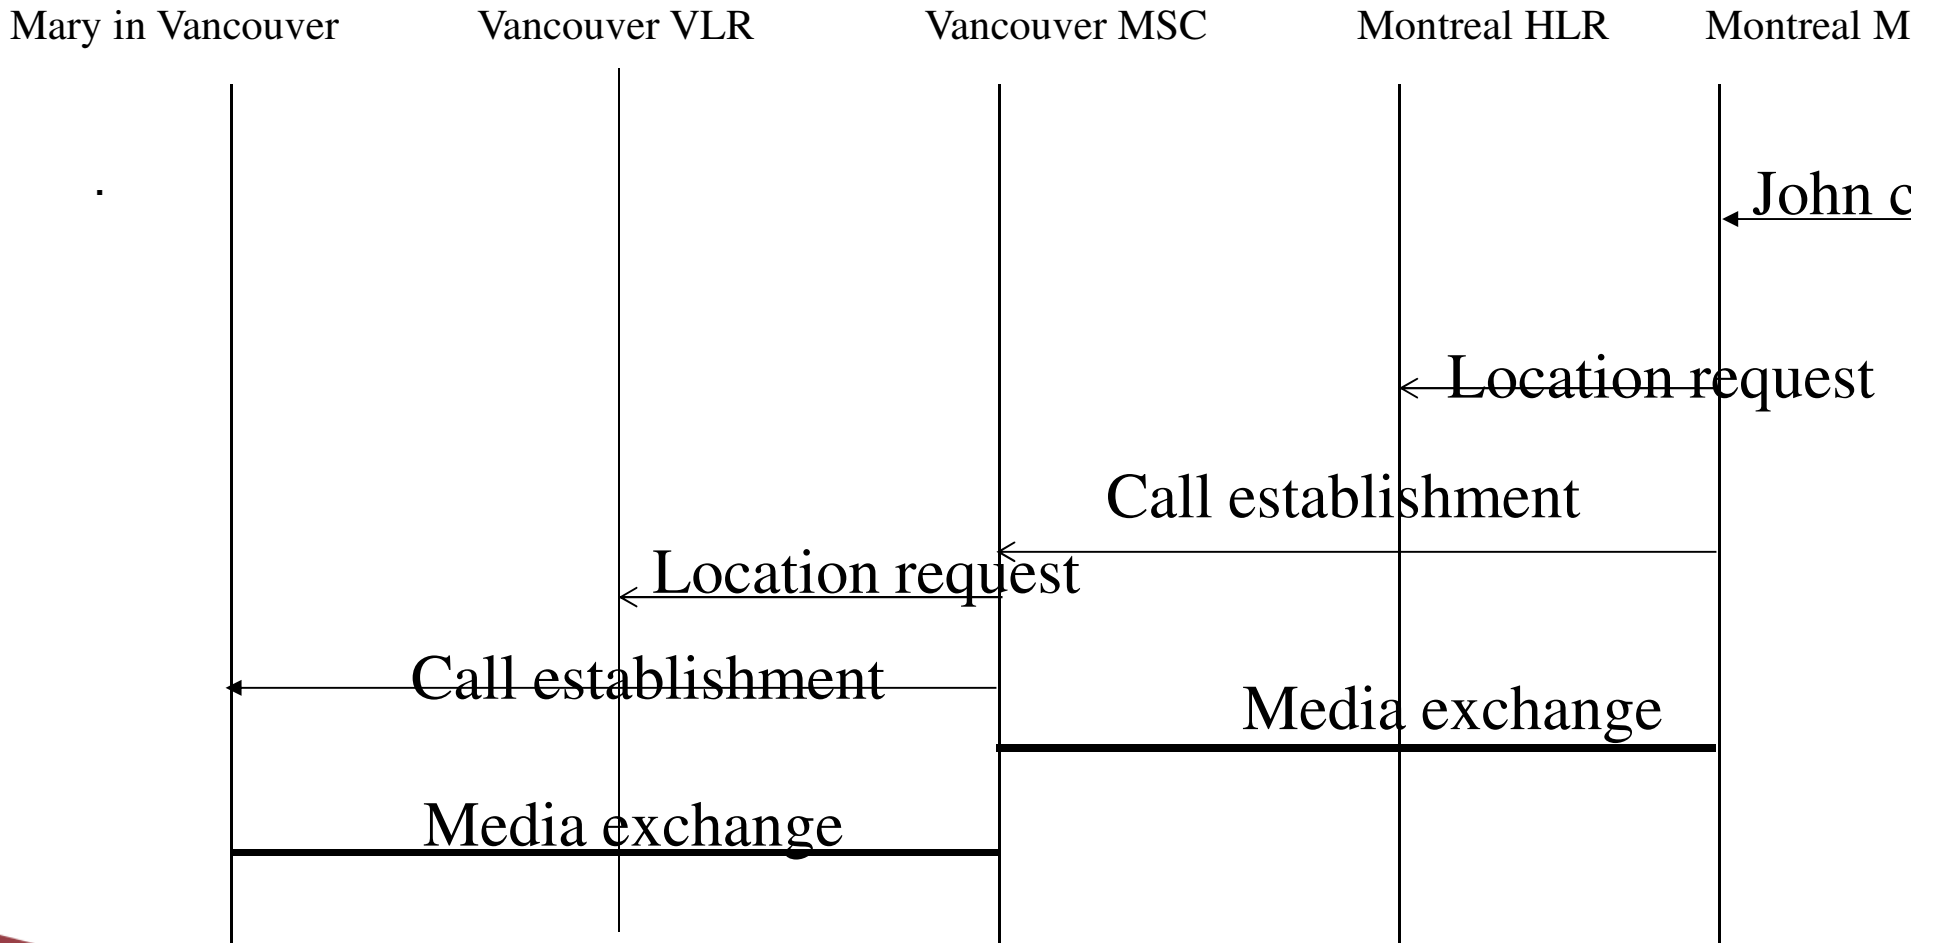 Mary in Vancouver Vancouver VLR Vancouver MSC Montreal HLR Montreal M
John c
Location request
Call establishment
Location request
Call establishment
Media exchange
Media exchange